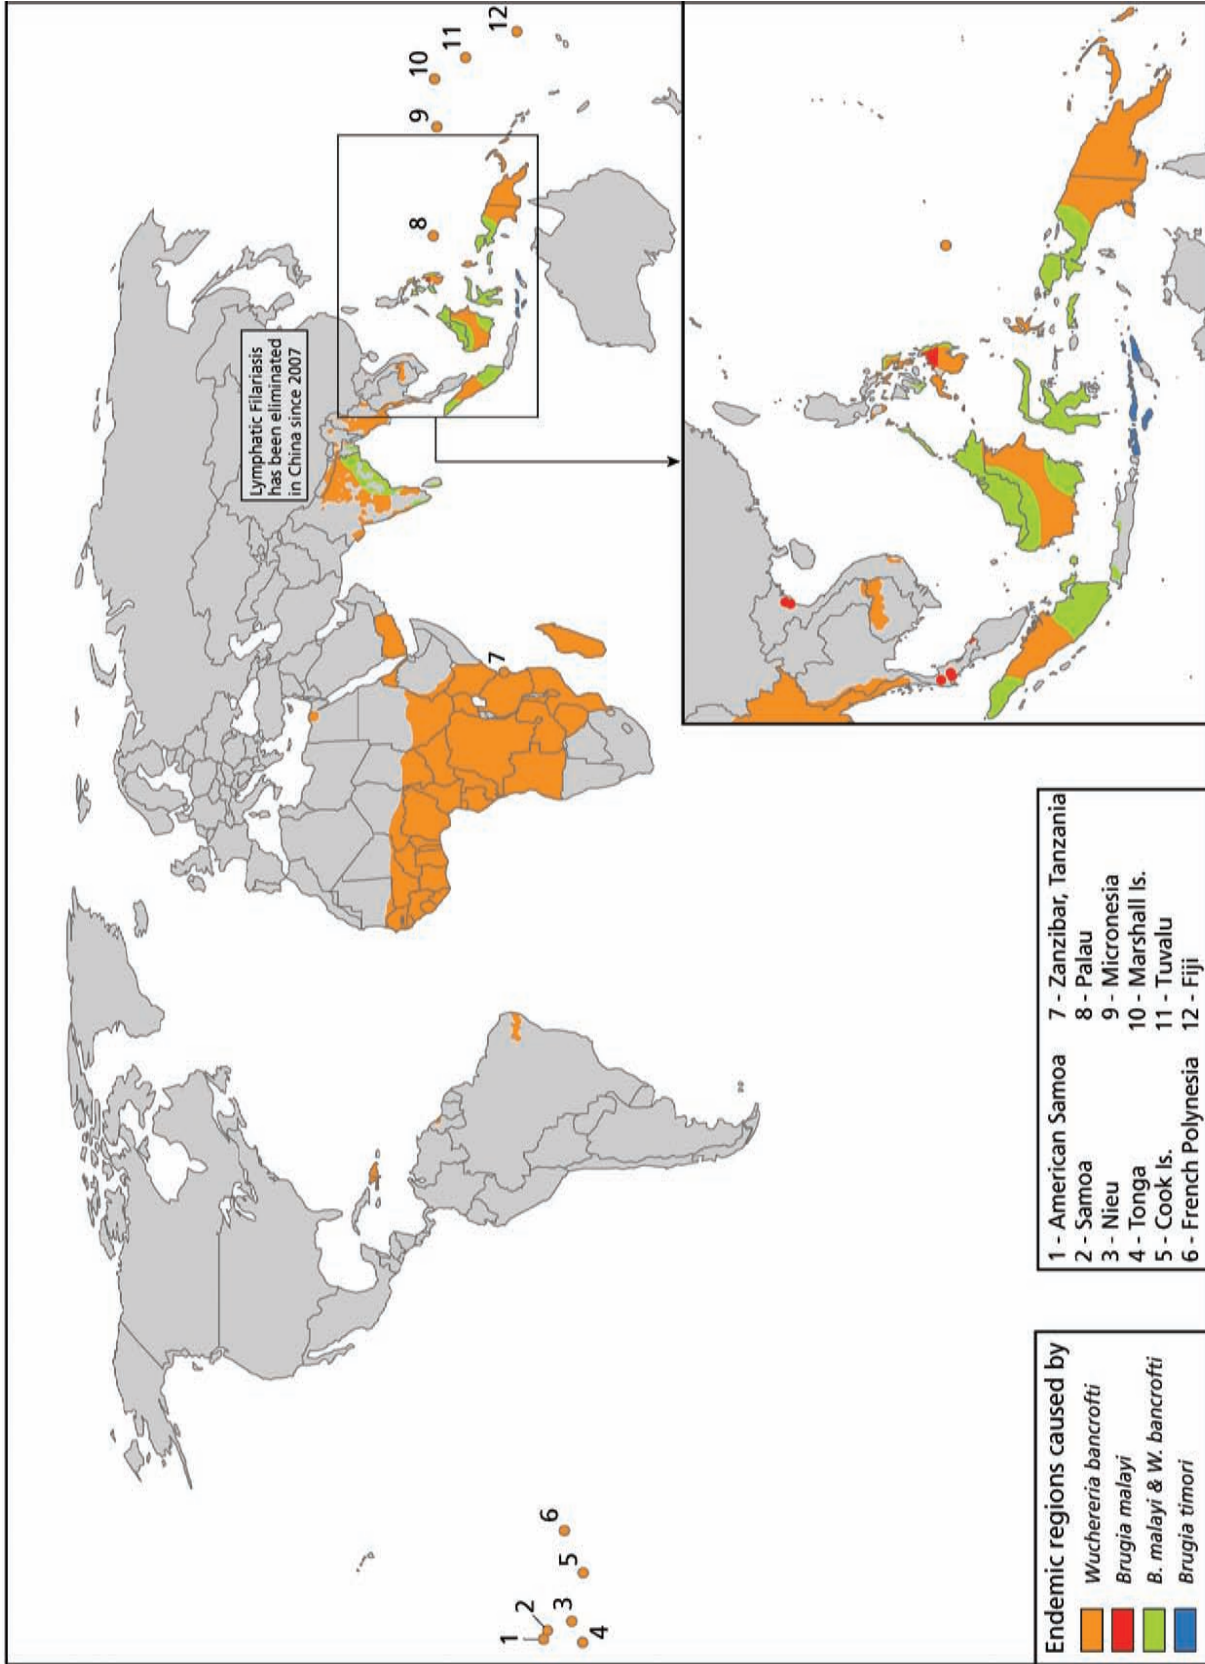 Lymphatic Filariasis
has been eliminated
in China since 2007
1
2
3
4
5
6
7
8
9
10
11
12
Endemic regions caused by
Wuchereria bancrofti
Brugia malayi
B. malayi & W. bancrofti
Brugia timori
1 - American Samoa
2 - Samoa
3 - Nieu
4 - Tonga
5 - Cook Is.
6 - French Polynesia
7 - Zanzibar, Tanzania
8 - Palau
9 - Micronesia
10 - Marshall Is.
11 - Tuvalu
12 - Fiji